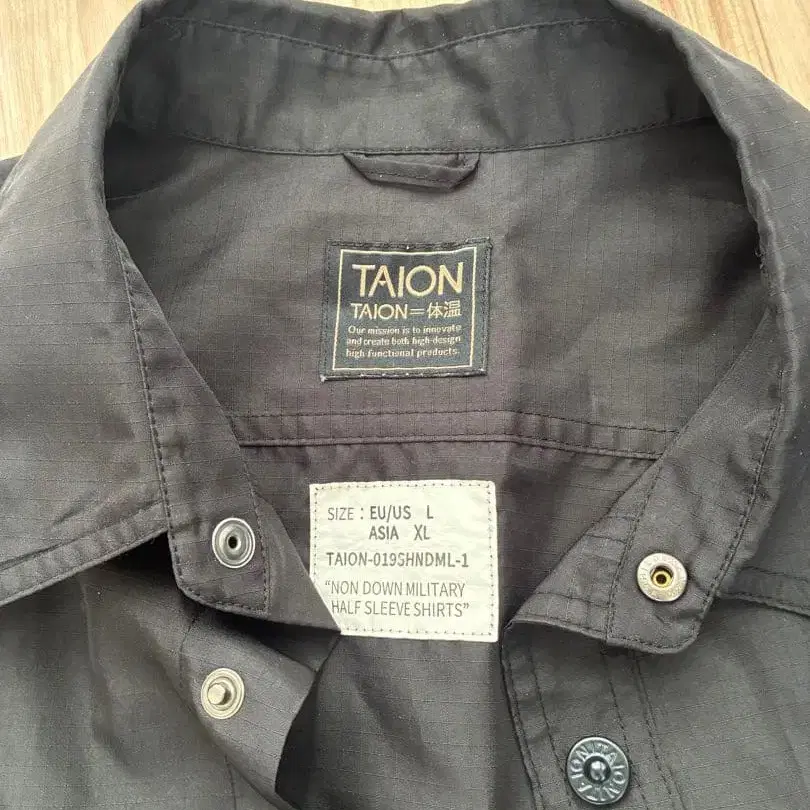 TAION
TAION=体温
Our mission is to innovate
and create both high-design
high functional products.
SIZE : EU/US L
ASIA XL
TAION-019SHNDML-1
“NON DOWN MILITARY
HALF SLEEVE SHIRTS”
TAION